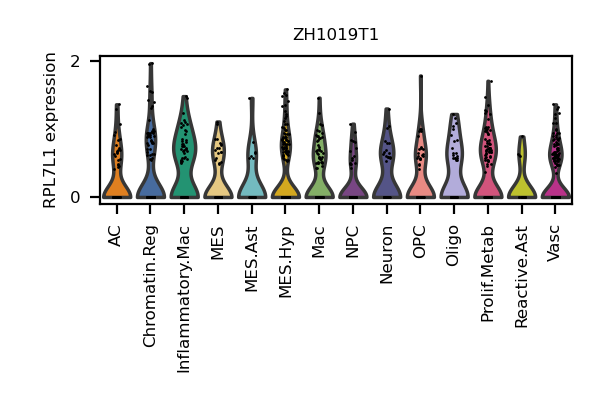 ZH1019T1
RPL7L1 expression
2
0
AC
Chromatin.Reg
Inflammatory.Mac
MES
MES.Ast
MES.Hyp
Mac
NPC
Neuron
OPC
Oligo
Prolif.Metab
Reactive.Ast
Vasc